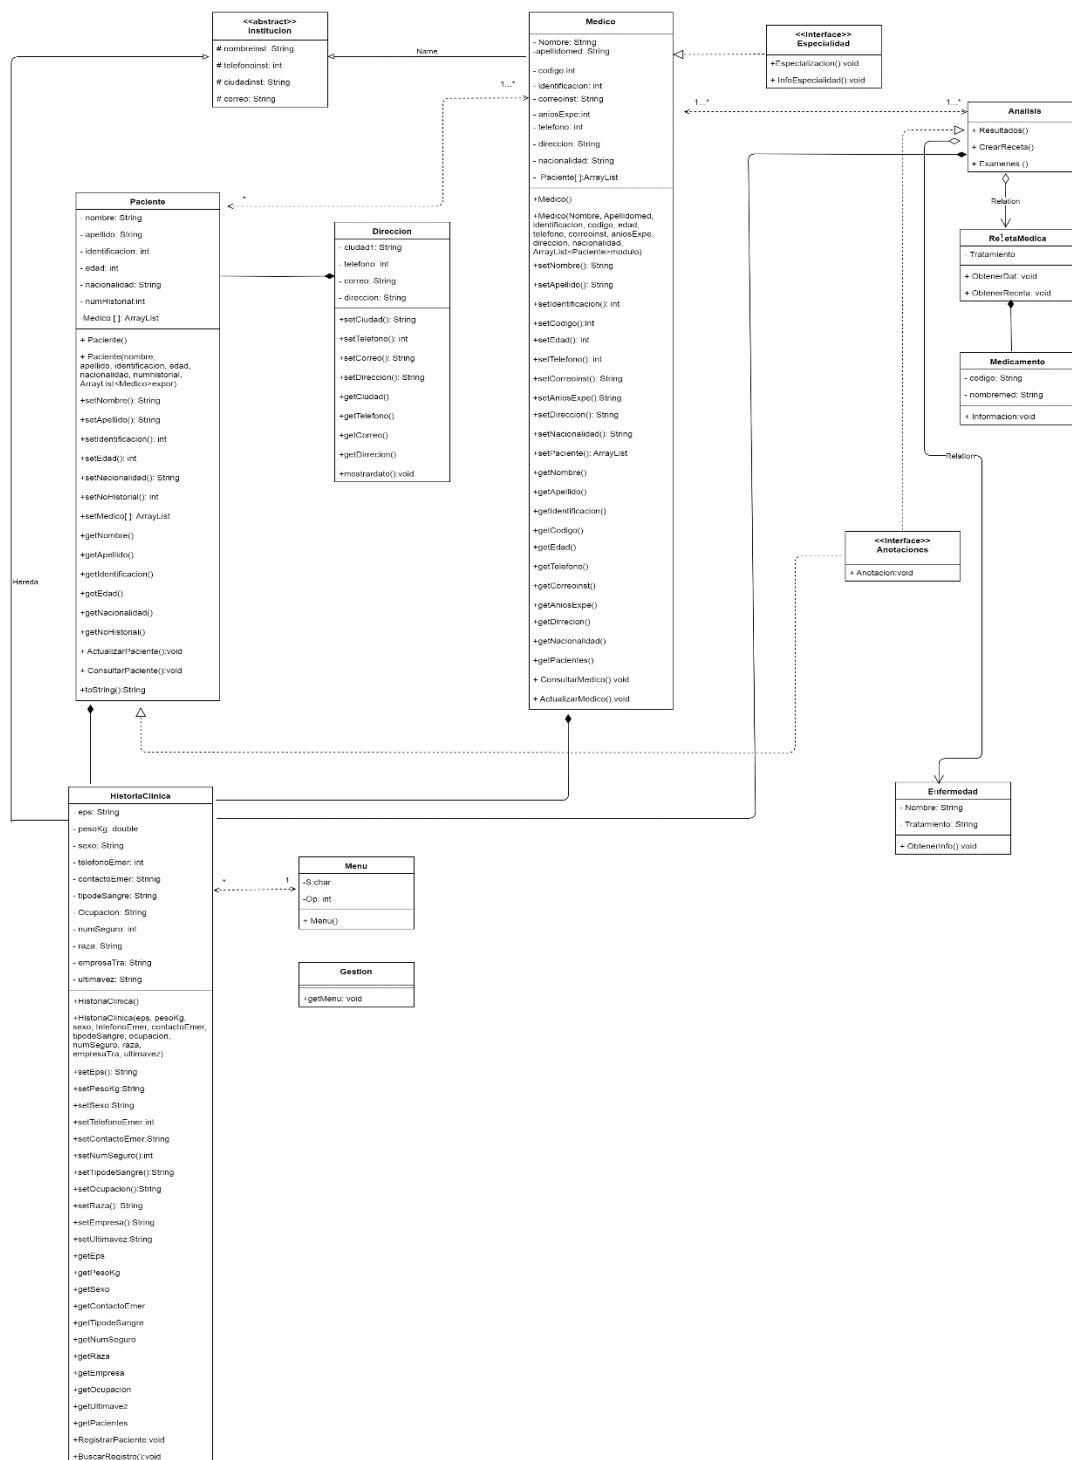 <<abstract>>
Institucion
# nombreinst: String
# telefonoinst: int
# ciudadinst: String
# correo: String
Name
Medico
- Nombre: String
-apellidomed: String
- codigo int
- identificacion: int
- correoinst: String
- aniosExpe:int
- telefono: int
- direccion: String
- nacionalidad: String
- Paciente[ ]:ArrayList
+Medico()
+Medico(Nombre, Apellidomed,
identificacion, codigo, edad,
telefono, correoinst, aniosExpe,
direccion, nacionalidad,
ArrayList<Paciente>modulo)
+setNombre(): String
+setApellido(): String
+setIdentificacion(): int
+setCodigo():int
+setEdad(): int
+setTelefono(): int
+setCorreoinst(): String
+setAniosExpe():String
+setDireccion(): String
+setNacionalidad(): String
+setPaciente(): ArrayList
+getNombre()
+getApellido()
+getIdentificacion()
+getCodigo()
+getEdad()
+getTelefono()
+getCorreoinst()
+getAniosExpe()
+getDirrecion()
+getNacionalidad()
+getPacientes()
+ ConsultarMedico():void
+ ActualizarMedico():void
<<Interface>>
Especialidad
+Especializacion():void
+ InfoEspecialidad():void
1...*
*
1...*
1...*
Analisis
+ Resultados()
+ CrearReceta()
+ Examenes ()
Relation
RecetaMedica
- Tratamiento
+ ObtenerDat: void
+ ObtenerReceta: void
Medicamento
- codigo: String
- nombremed: String
+ Informacion:void
Relation
<<Interface>>
Anotaciones
+ Anotacion:void
Enfermedad
- Nombre: String
- Tratamiento: String
+ ObtenerInfo():void
Paciente
- nombre: String
- apellido: String
- identificacion: int
- edad: int
- nacionalidad: String
- numHistorial:int
-Medico [ ]: ArrayList
+ Paciente()
+ Paciente(nombre,
apellido, identificacion, edad,
nacionalidad, numhistorial,
ArrayList<Medico>expor)
+setNombre(): String
+setApellido(): String
+setIdentificacion(): int
+setEdad(): int
+setNacionalidad(): String
+setNoHistorial(): int
+setMedico[ ]: ArrayList
+getNombre()
+getApellido()
+getIdentificacion()
+getEdad()
+getNacionalidad()
+getNoHistorial()
+ ActualizarPaciente():void
+ ConsultarPaciente():void
+toString():String
Direccion
- ciudad1: String
- telefono: int
- correo: String
- direccion: String
+setCiudad(): String
+setTelefono(): int
+setCorreo(): String
+setDireccion(): String
+getCiudad()
+getTelefono()
+getCorreo()
+getDirrecion()
+mostrardato():void
Hereda
HistoriaClinica
- eps: String
- pesoKg: double
- sexo: String
- telefonoEmer: int
- contactoEmer: Strinig
- tipodeSangre: String
- Ocupacion: String
- numSeguro: int
- raza: String
- empresaTra: String
- ultimavez: String
+HistoriaClinica()
+HistoriaClinica(eps, pesoKg,
sexo, telefonoEmer, contactoEmer,
tipodeSangre, ocupacion,
numSeguro, raza,
empresaTra, ultimavez)
+setEps(): String
+setPesoKg:String
+setSexo:String
+setTelefonoEmer:int
+setContactoEmer:String
+setNumSeguro():int
+setTipodeSangre():String
+setOcupacion():String
+setRaza(): String
+setEmpresa():String
+setUltimavez:String
+getEps
+getPesoKg
+getSexo
+getContactoEmer
+getTipodeSangre
+getNumSeguro
+getRaza
+getEmpresa
+getOcupacion
+getUltimavez
+getPacientes
+RegistrarPaciente:void
+BuscarRegistro():void
*
1
Menu
-S:char
-Op: int
+ Menu()
Gestion
+getMenu: void